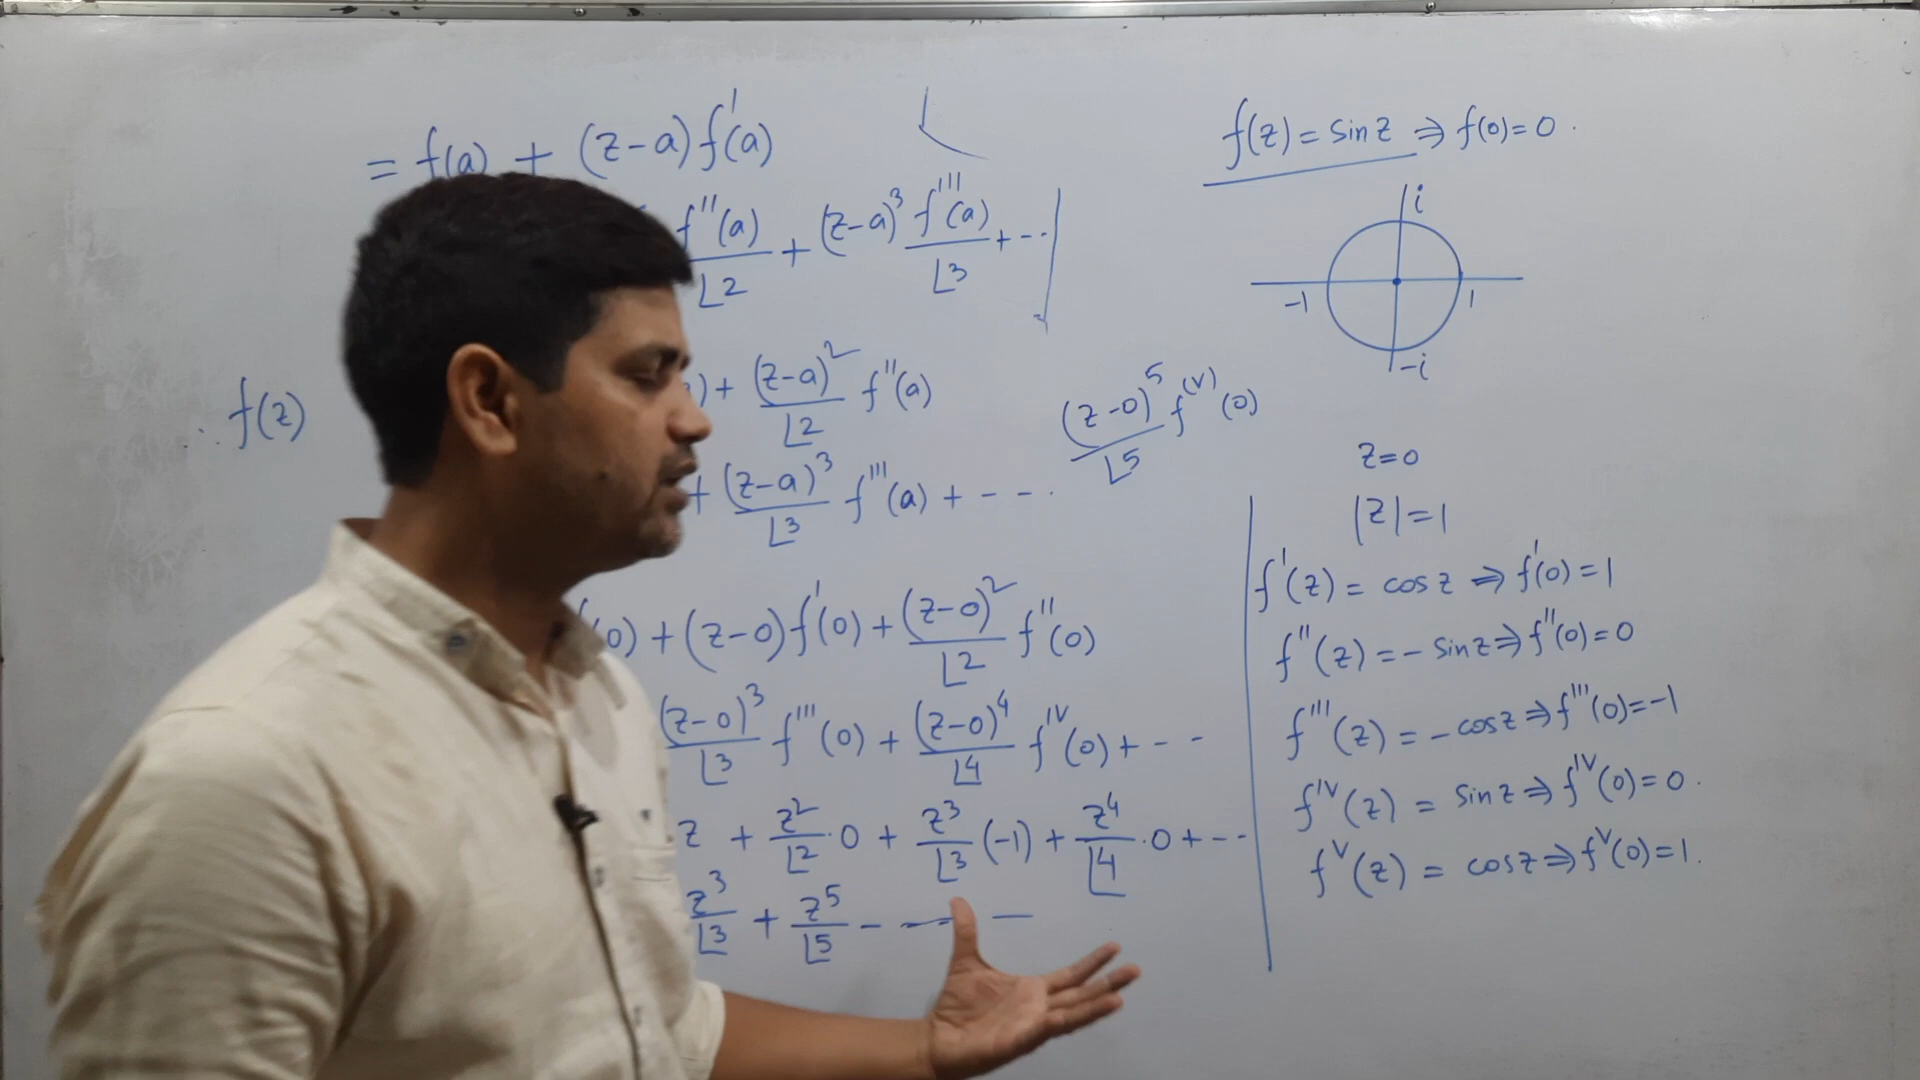 = f(a) + (z-a) f'(a)
f''(a)/⌊2 + (z-a)³ f'''(a)/⌊3 + --
∴ f(z) ) + (z-a)²/⌊2 f''(a)
+ (z-a)³/⌊3 f'''(a) + ---
(z-0)⁵/⌊5 f^(V) (0)
(0) + (z-0) f'(0) + (z-0)²/⌊2 f''(0)
(z-0)³/⌊3 f'''(0) + (z-0)⁴/⌊4 f^IV(0) + --
z + z²/⌊2 · 0 + z³/⌊3 (-1) + z⁴/⌊4 · 0 + --
z³/⌊3 + z⁵/⌊5 - — —
f(z) = sin z ⇒ f(0) = 0.
i
-1 1
-i
z=0
|z|=1
f'(z) = cos z ⇒ f'(0) = 1
f''(z) = - sin z ⇒ f''(0) = 0
f'''(z) = - cos z ⇒ f'''(0) = -1
f^IV(z) = sin z ⇒ f^IV(0) = 0.
f^V(z) = cos z ⇒ f^V(0) = 1.